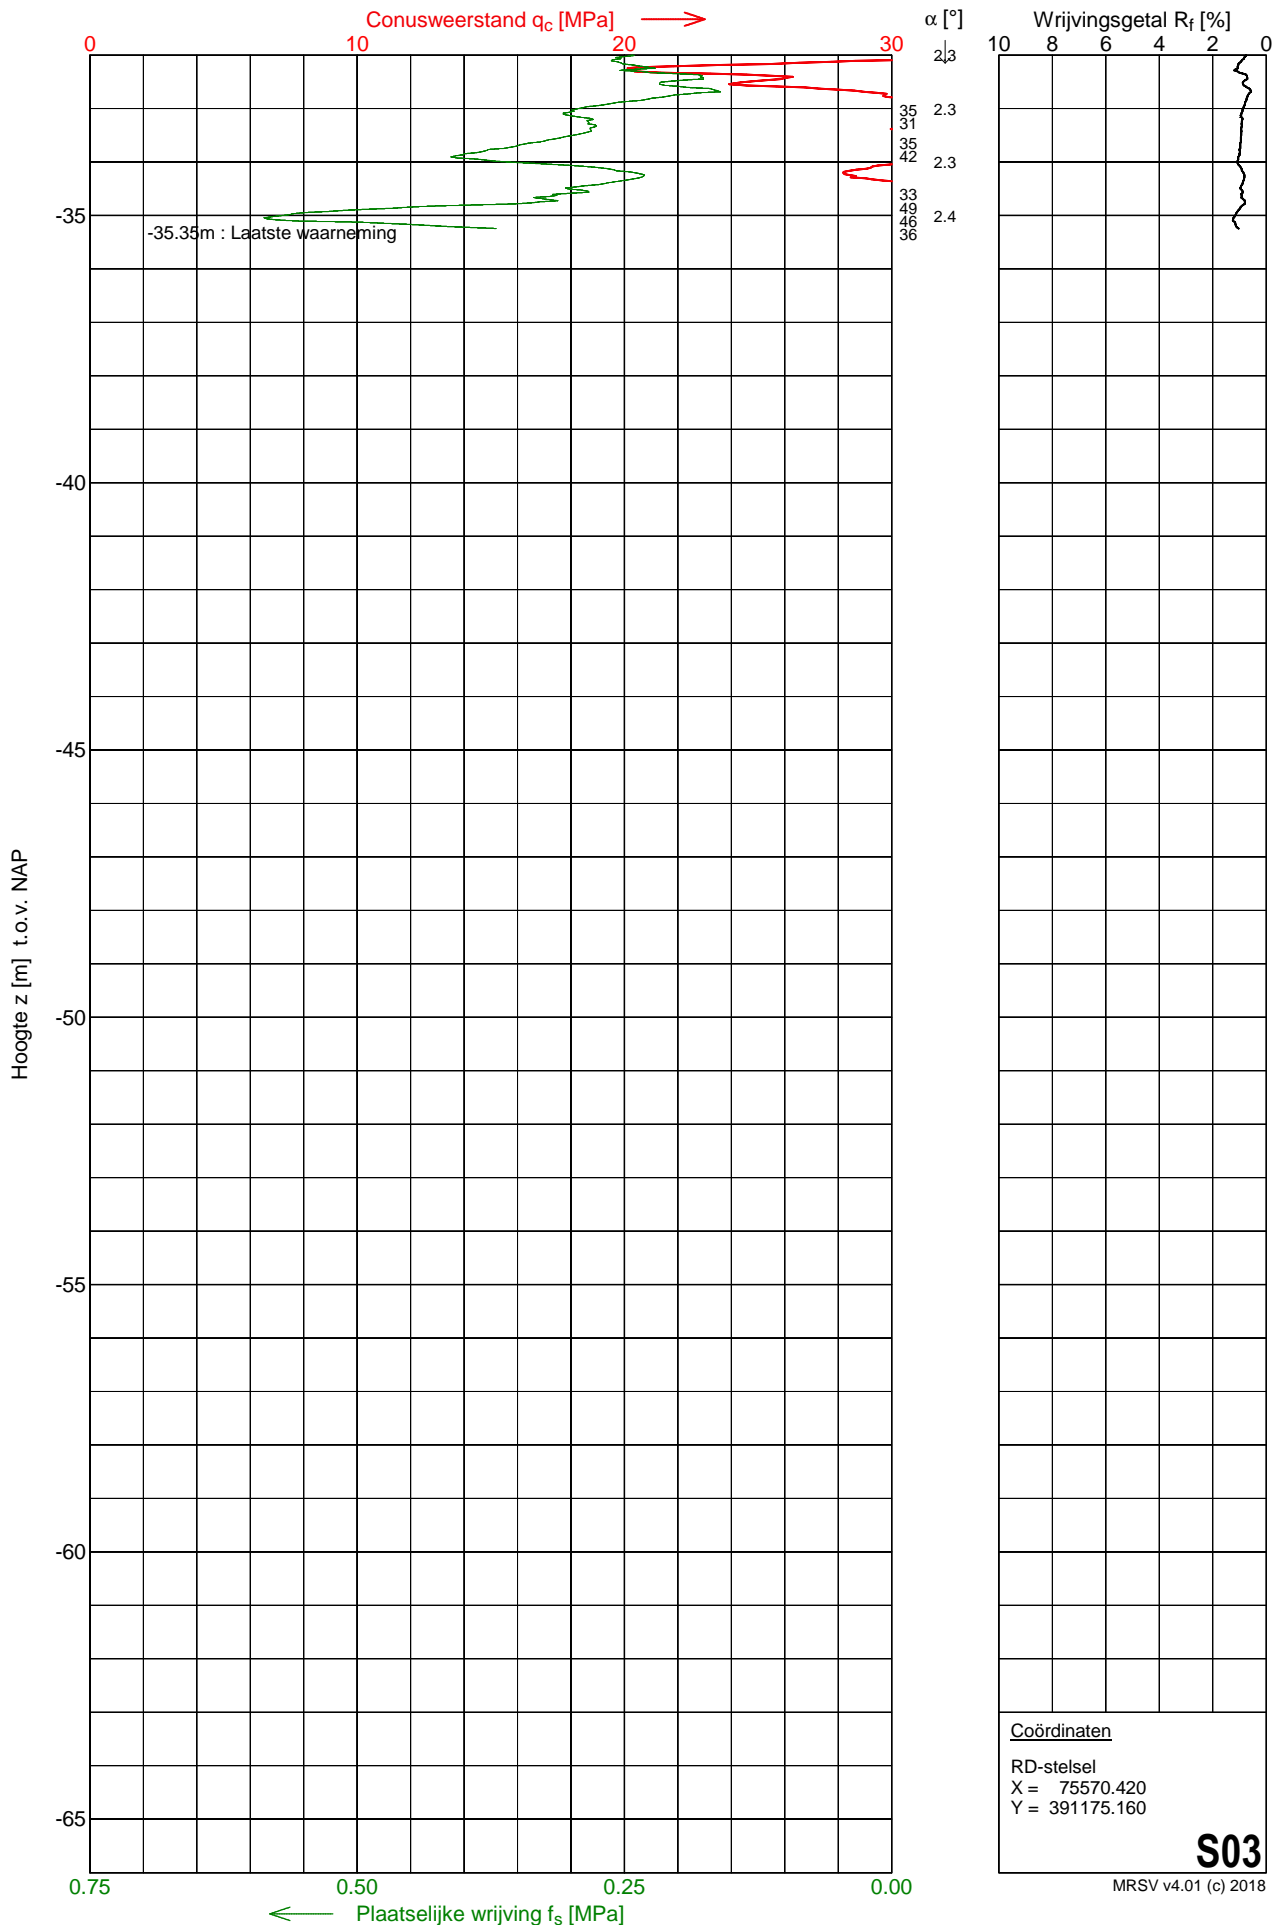 Conusweerstand qc [MPa]
α [°]
Wrijvingsgetal Rf [%]
0 10 20 30
10 8 6 4 2 0
2.3
35 2.3
31
35
42 2.3
33
49
-35 46 2.4
-35.35m : Laatste waarneming 36
-40
-45
Hoogte z [m] t.o.v. NAP
-50
-55
-60
-65
Coördinaten
RD-stelsel
X = 75570.420
Y = 391175.160
S03
MRSV v4.01 (c) 2018
0.75 0.50 0.25 0.00
Plaatselijke wrijving fs [MPa]